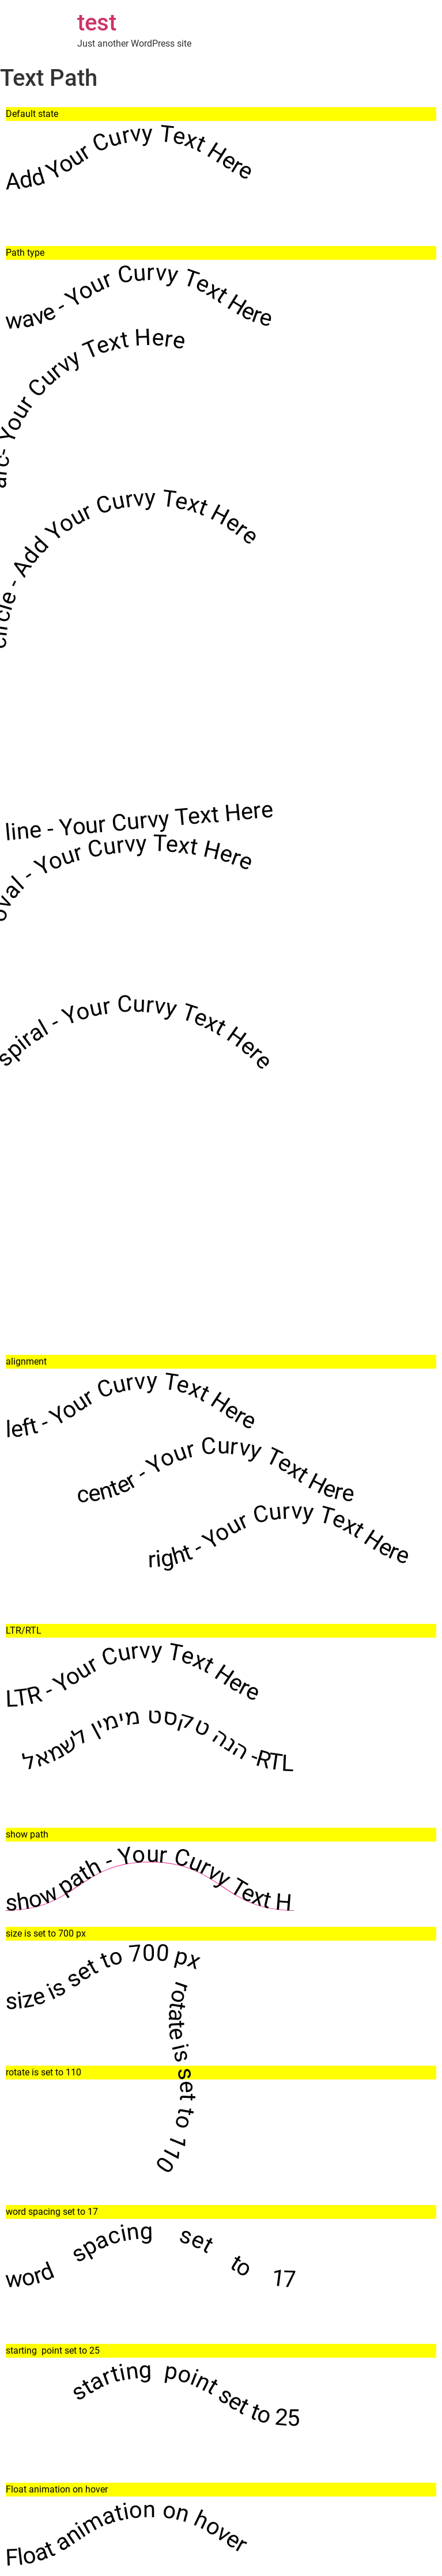 test
Just another WordPress site
Text Path
Default state
Add Your Curvy Text Here
Path type
wave - Your Curvy Text Here
arc- Your Curvy Text Here
circle - Add Your Curvy Text Here
line - Your Curvy Text Here
oval - Your Curvy Text Here
spiral - Your Curvy Text Here
alignment
left - Your Curvy Text Here
center - Your Curvy Text Here
right - Your Curvy Text Here
LTR/RTL
LTR - Your Curvy Text Here
RTL- הנה טקסט מימין לשמאל
show path
show path - Your Curvy Text H
size is set to 700 px
size is set to 700 px
rotate is set to 110
rotate is set to 110
word spacing set to 17
word spacing set to 17
starting  point set to 25
starting point set to 25
Float animation on hover
Float animation on hover